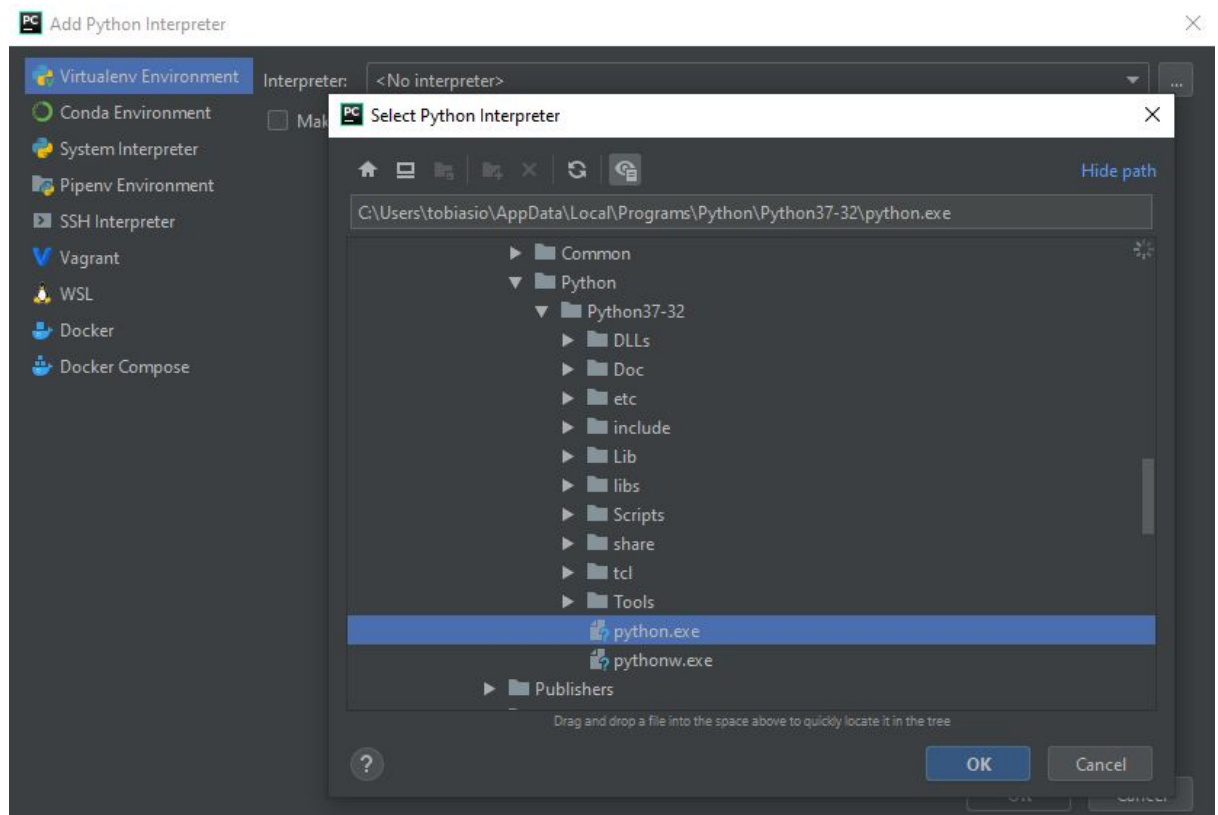 PC Add Python Interpreter
Virtualenv Environment Interpreter: <No interpreter> ...
Conda Environment Mak
System Interpreter
Pipenv Environment
SSH Interpreter
Vagrant
WSL
Docker
Docker Compose
PC Select Python Interpreter
Hide path
C:\Users\tobiasio\AppData\Local\Programs\Python\Python37-32\python.exe
Common
Python
Python37-32
DLLs
Doc
etc
include
Lib
libs
Scripts
share
tcl
Tools
python.exe
pythonw.exe
Publishers
Drag and drop a file into the space above to quickly locate it in the tree
? OK Cancel